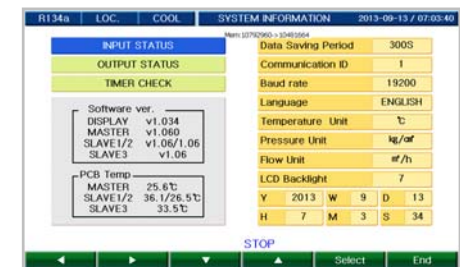 R134a LOC. COOL SYSTEM INFORMATION 2013-09-13 / 07:03:40
Mem:10792960->10491664
INPUT STATUS
OUTPUT STATUS
TIMER CHECK
Software ver.
DISPLAY v1.034
MASTER v1.060
SLAVE1/2 v1.06/1.06
SLAVE3 v1.06
PCB Temp
MASTER 25.6℃
SLAVE1/2 36.1/26.5℃
SLAVE3 33.5℃
Data Saving Period 300S
Communication ID 1
Baud rate 19200
Language ENGLISH
Temperature Unit ℃
Pressure Unit kg/㎠
Flow Unit ㎥/h
LCD Backlight 7
Y 2013 W 9 D 13
H 7 M 3 S 34
STOP
◀ ▶ ▼ ▲ Select End